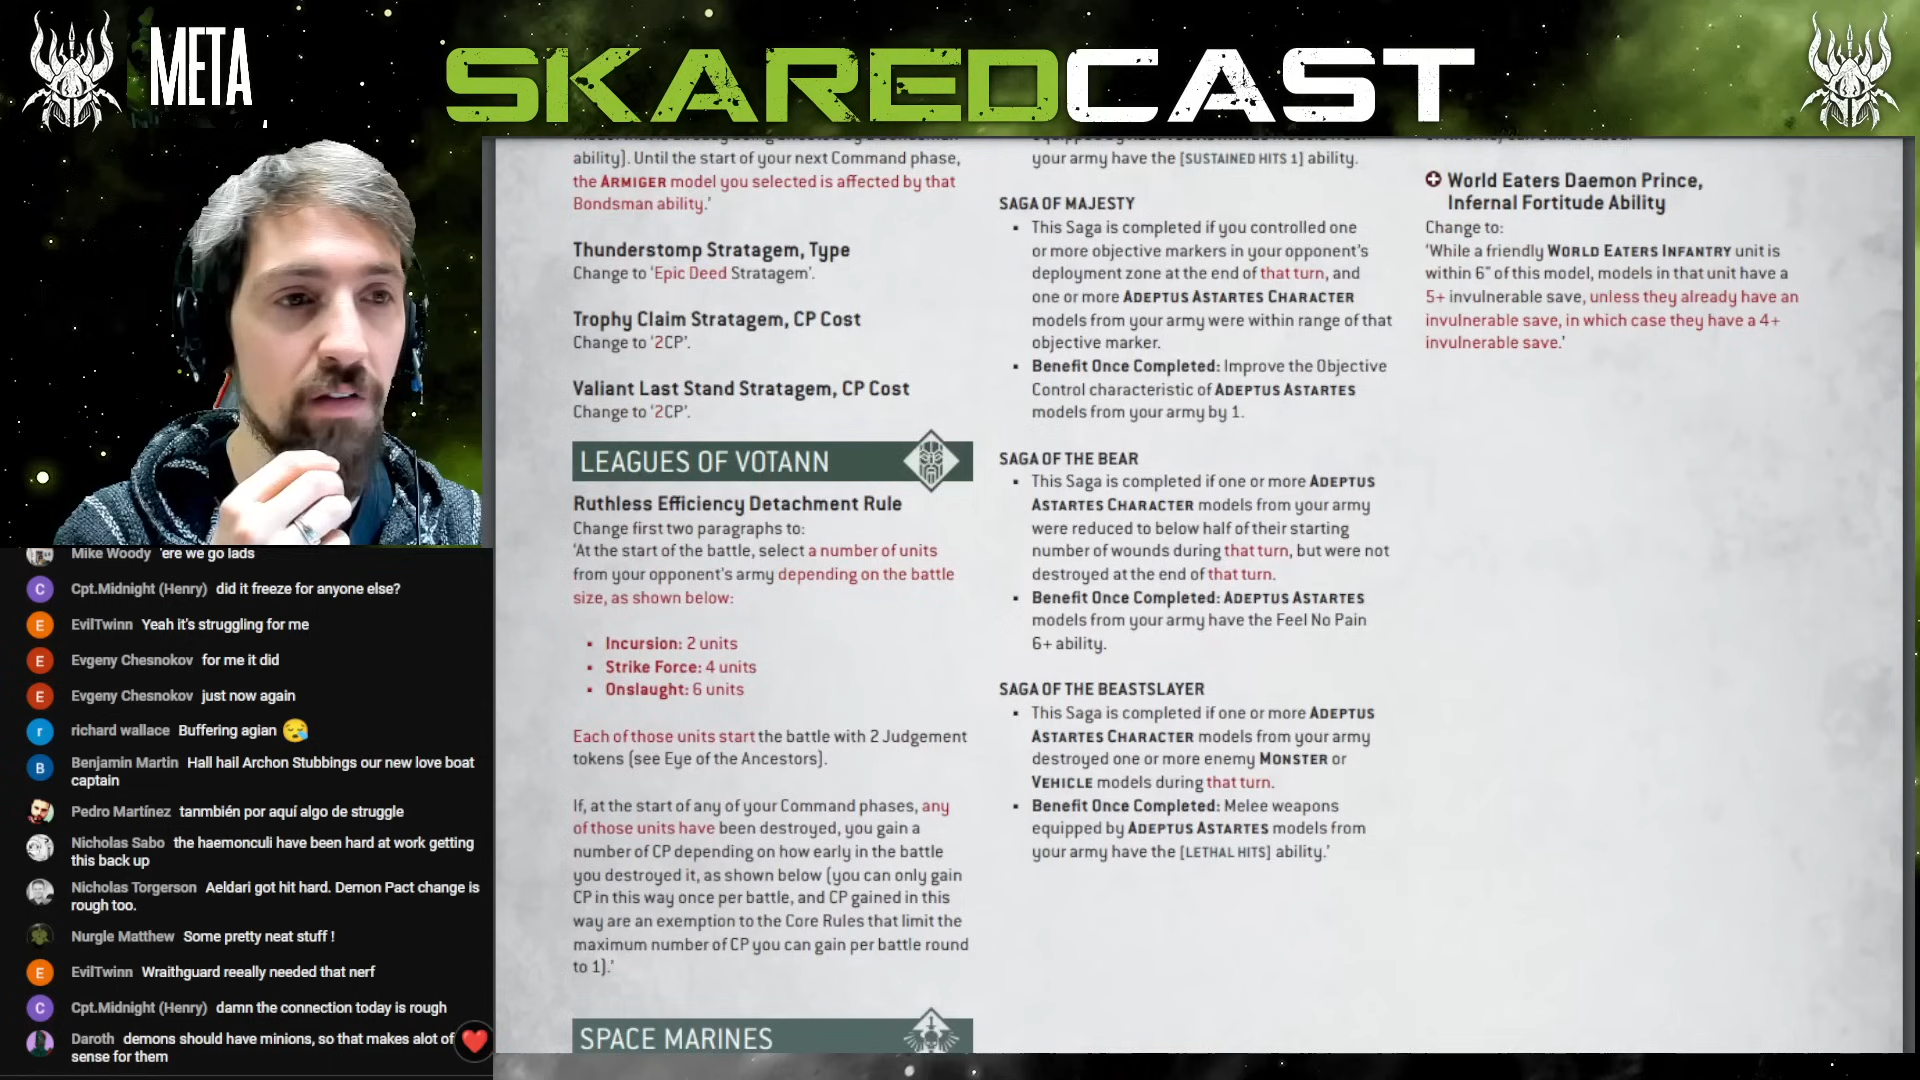 META
SKAREDCAST
ability). Until the start of your next Command phase,
the ARMIGER model you selected is affected by that
Bondsman ability.'
Thunderstomp Stratagem, Type
Change to 'Epic Deed Stratagem'.
Trophy Claim Stratagem, CP Cost
Change to '2CP'.
Valiant Last Stand Stratagem, CP Cost
Change to '2CP'.
LEAGUES OF VOTANN
Ruthless Efficiency Detachment Rule
Change first two paragraphs to:
'At the start of the battle, select a number of units
from your opponent's army depending on the battle
size, as shown below:
▪ Incursion: 2 units
▪ Strike Force: 4 units
▪ Onslaught: 6 units
Each of those units start the battle with 2 Judgement
tokens (see Eye of the Ancestors).
If, at the start of any of your Command phases, any
of those units have been destroyed, you gain a
number of CP depending on how early in the battle
you destroyed it, as shown below (you can only gain
CP in this way once per battle, and CP gained in this
way are an exemption to the Core Rules that limit the
maximum number of CP you can gain per battle round
to 1).'
SPACE MARINES
your army have the [SUSTAINED HITS 1] ability.
SAGA OF MAJESTY
▪ This Saga is completed if you controlled one
or more objective markers in your opponent's
deployment zone at the end of that turn, and
one or more ADEPTUS ASTARTES CHARACTER
models from your army were within range of that
objective marker.
▪ Benefit Once Completed: Improve the Objective
Control characteristic of ADEPTUS ASTARTES
models from your army by 1.
SAGA OF THE BEAR
▪ This Saga is completed if one or more ADEPTUS
ASTARTES CHARACTER models from your army
were reduced to below half of their starting
number of wounds during that turn, but were not
destroyed at the end of that turn.
▪ Benefit Once Completed: ADEPTUS ASTARTES
models from your army have the Feel No Pain
6+ ability.
SAGA OF THE BEASTSLAYER
▪ This Saga is completed if one or more ADEPTUS
ASTARTES CHARACTER models from your army
destroyed one or more enemy MONSTER or
VEHICLE models during that turn.
▪ Benefit Once Completed: Melee weapons
equipped by ADEPTUS ASTARTES models from
your army have the [LETHAL HITS] ability.'
World Eaters Daemon Prince,
Infernal Fortitude Ability
Change to:
'While a friendly WORLD EATERS INFANTRY unit is
within 6" of this model, models in that unit have a
5+ invulnerable save, unless they already have an
invulnerable save, in which case they have a 4+
invulnerable save.'
Mike Woody 'ere we go lads
C Cpt.Midnight (Henry) did it freeze for anyone else?
E EvilTwinn Yeah it's struggling for me
E Evgeny Chesnokov for me it did
E Evgeny Chesnokov just now again
r richard wallace Buffering agian 😪
B Benjamin Martin Hall hail Archon Stubbings our new love boat
captain
Pedro Martínez tanmbién por aquí algo de struggle
Nicholas Sabo the haemonculi have been hard at work getting
this back up
Nicholas Torgerson Aeldari got hit hard. Demon Pact change is
rough too.
Nurgle Matthew Some pretty neat stuff !
E EvilTwinn Wraithguard reeally needed that nerf
C Cpt.Midnight (Henry) damn the connection today is rough
Daroth demons should have minions, so that makes alot of
sense for them